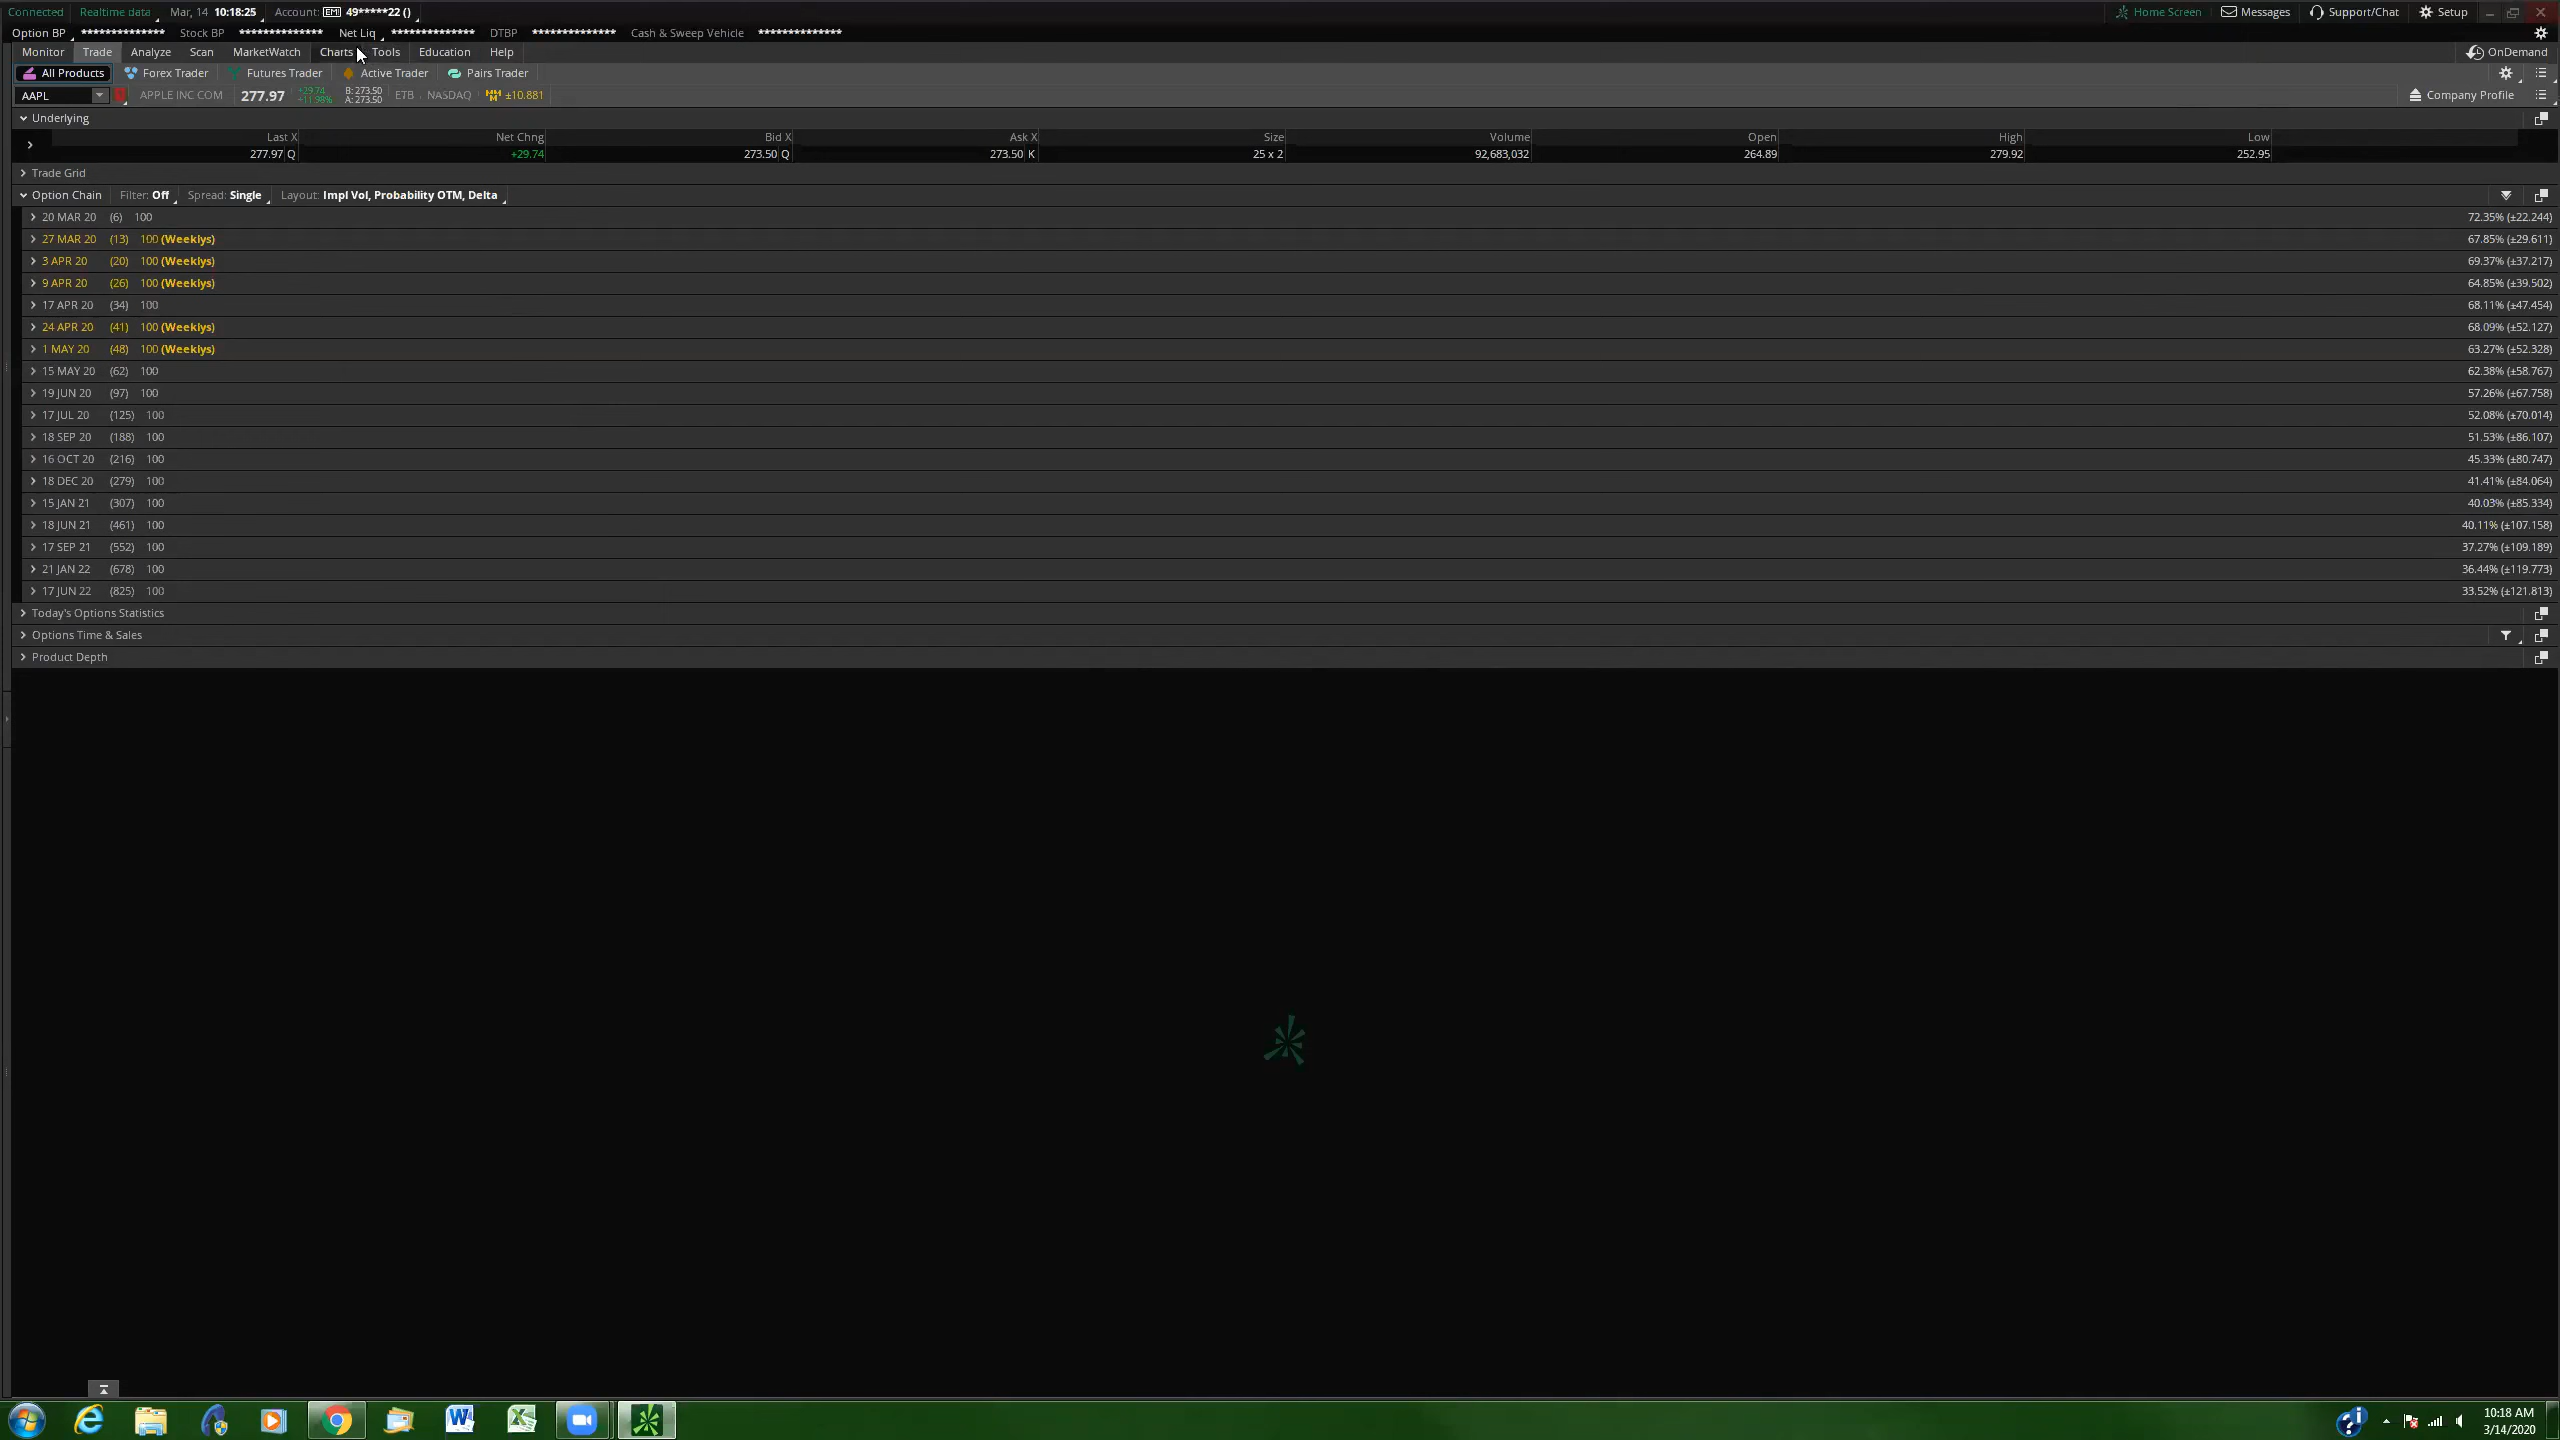 Connected Realtime data Mar, 14 10:18:25 Account: EMI 49*****22 () Home Screen Messages Support/Chat Setup
Option BP ************** Stock BP ************** Net Liq ************** DTBP ************** Cash & Sweep Vehicle **************
Monitor Trade Analyze Scan MarketWatch Charts Tools Education Help OnDemand
All Products Forex Trader Futures Trader Active Trader Pairs Trader
AAPL APPLE INC COM 277.97 +29.74 B: 273.50 ETB NASDAQ ±10.881 Company Profile
+11.98% A: 273.50
Underlying
Last X Net Chng Bid X Ask X Size Volume Open High Low
277.97 Q +29.74 273.50 Q 273.50 K 25 x 2 92,683,032 264.89 279.92 252.95
Trade Grid
Option Chain Filter: Off Spread: Single Layout: Impl Vol, Probability OTM, Delta
20 MAR 20 (6) 100 72.35% (±22.244)
27 MAR 20 (13) 100 (Weeklys) 67.85% (±29.611)
3 APR 20 (20) 100 (Weeklys) 69.37% (±37.217)
9 APR 20 (26) 100 (Weeklys) 64.85% (±39.502)
17 APR 20 (34) 100 68.11% (±47.454)
24 APR 20 (41) 100 (Weeklys) 68.09% (±52.127)
1 MAY 20 (48) 100 (Weeklys) 63.27% (±52.328)
15 MAY 20 (62) 100 62.38% (±58.767)
19 JUN 20 (97) 100 57.26% (±67.758)
17 JUL 20 (125) 100 52.08% (±70.014)
18 SEP 20 (188) 100 51.53% (±86.107)
16 OCT 20 (216) 100 45.33% (±80.747)
18 DEC 20 (279) 100 41.41% (±84.064)
15 JAN 21 (307) 100 40.03% (±85.334)
18 JUN 21 (461) 100 40.11% (±107.158)
17 SEP 21 (552) 100 37.27% (±109.189)
21 JAN 22 (678) 100 36.44% (±119.773)
17 JUN 22 (825) 100 33.52% (±121.813)
Today's Options Statistics
Options Time & Sales
Product Depth
10:18 AM
3/14/2020